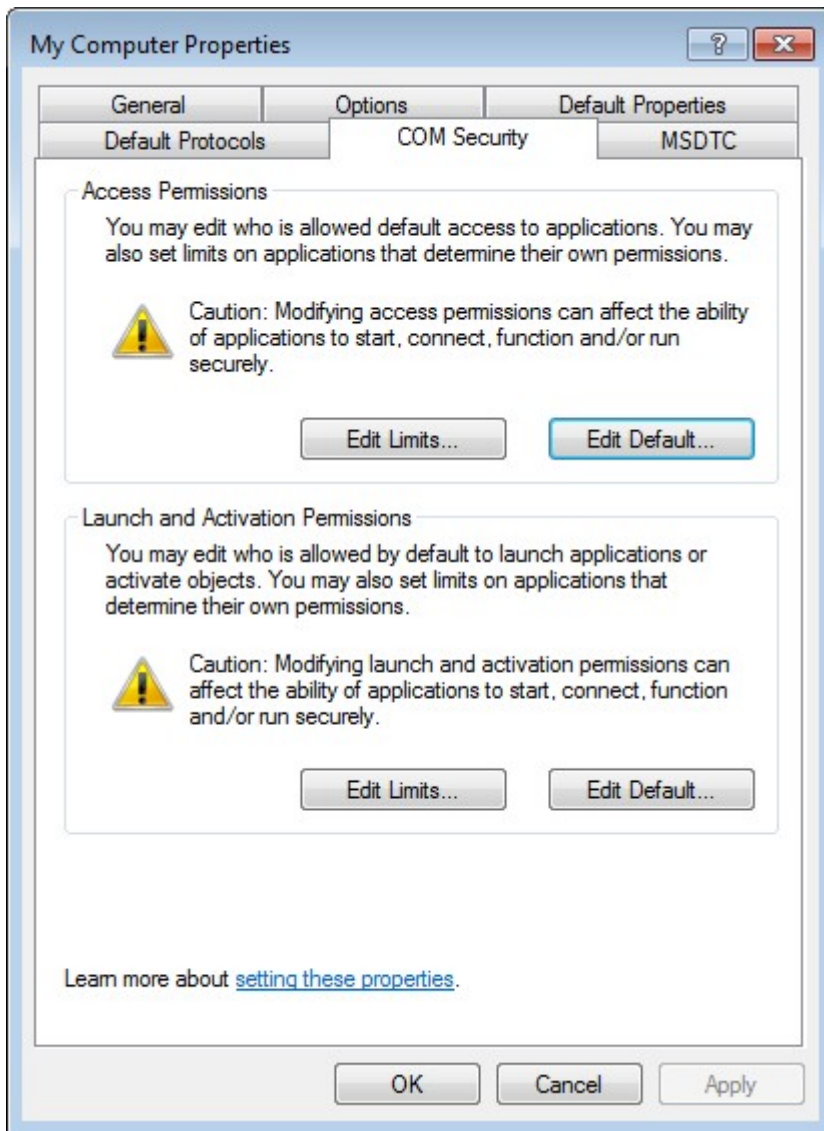 My Computer Properties
General Options Default Properties
Default Protocols COM Security MSDTC
Access Permissions
You may edit who is allowed default access to applications. You may
also set limits on applications that determine their own permissions.
Caution: Modifying access permissions can affect the ability
of applications to start, connect, function and/or run
securely.
Edit Limits... Edit Default...
Launch and Activation Permissions
You may edit who is allowed by default to launch applications or
activate objects. You may also set limits on applications that
determine their own permissions.
Caution: Modifying launch and activation permissions can
affect the ability of applications to start, connect, function
and/or run securely.
Edit Limits... Edit Default...
Learn more about setting these properties.
OK Cancel Apply